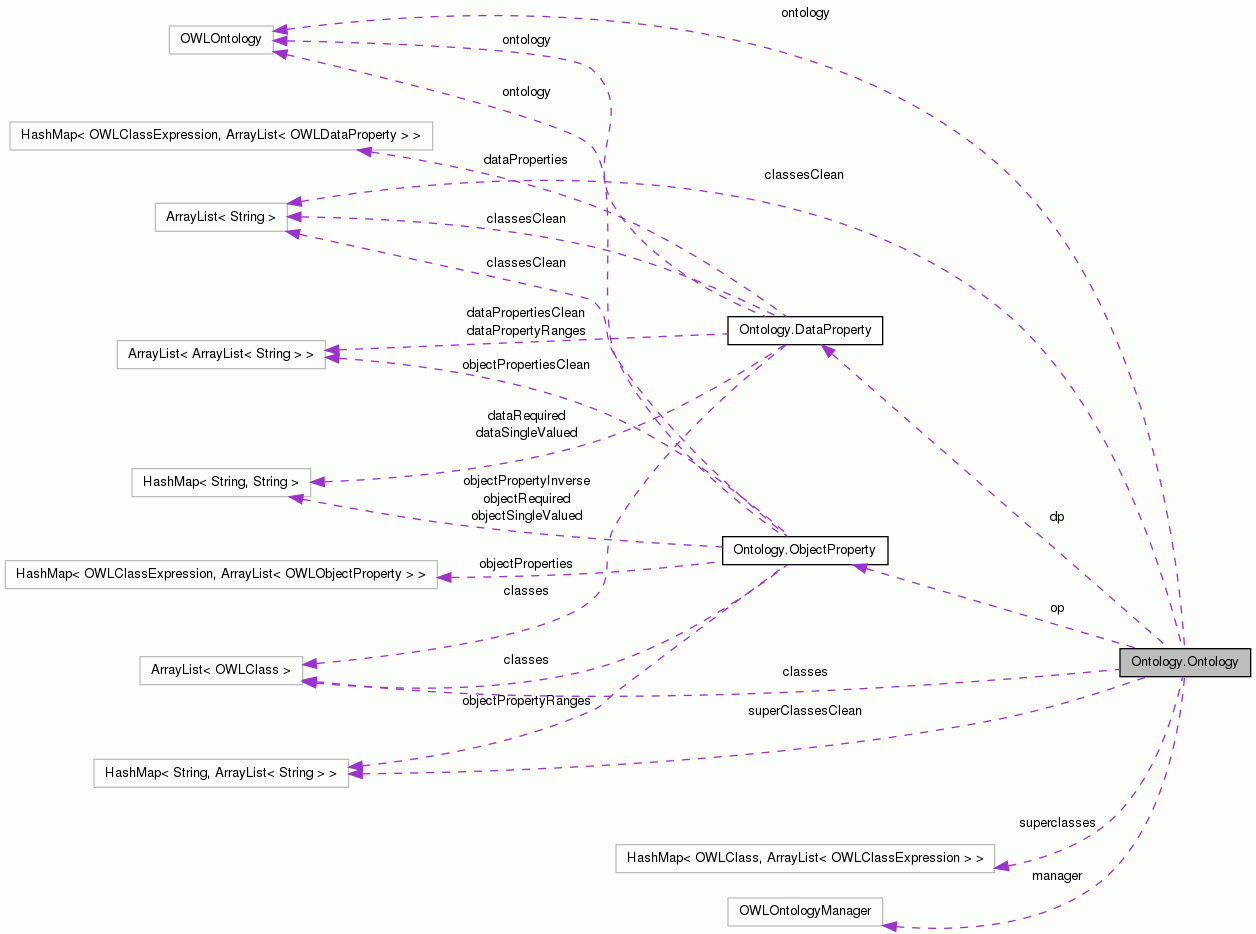 ontology
OWLOntology
ontology
ontology
HashMap< OWLClassExpression, ArrayList< OWLDataProperty > >
dataProperties
classesClean
ArrayList< String >
classesClean
classesClean
dataPropertiesClean
dataPropertyRanges
Ontology.DataProperty
ArrayList< ArrayList< String > >
objectPropertiesClean
dataRequired
dataSingleValued
HashMap< String, String >
objectPropertyInverse
objectRequired
objectSingleValued
dp
Ontology.ObjectProperty
objectProperties
HashMap< OWLClassExpression, ArrayList< OWLObjectProperty > >
classes
op
classes
Ontology.Ontology
ArrayList< OWLClass >
classes
objectPropertyRanges
superClassesClean
HashMap< String, ArrayList< String > >
superclasses
HashMap< OWLClass, ArrayList< OWLClassExpression > >
manager
OWLOntologyManager